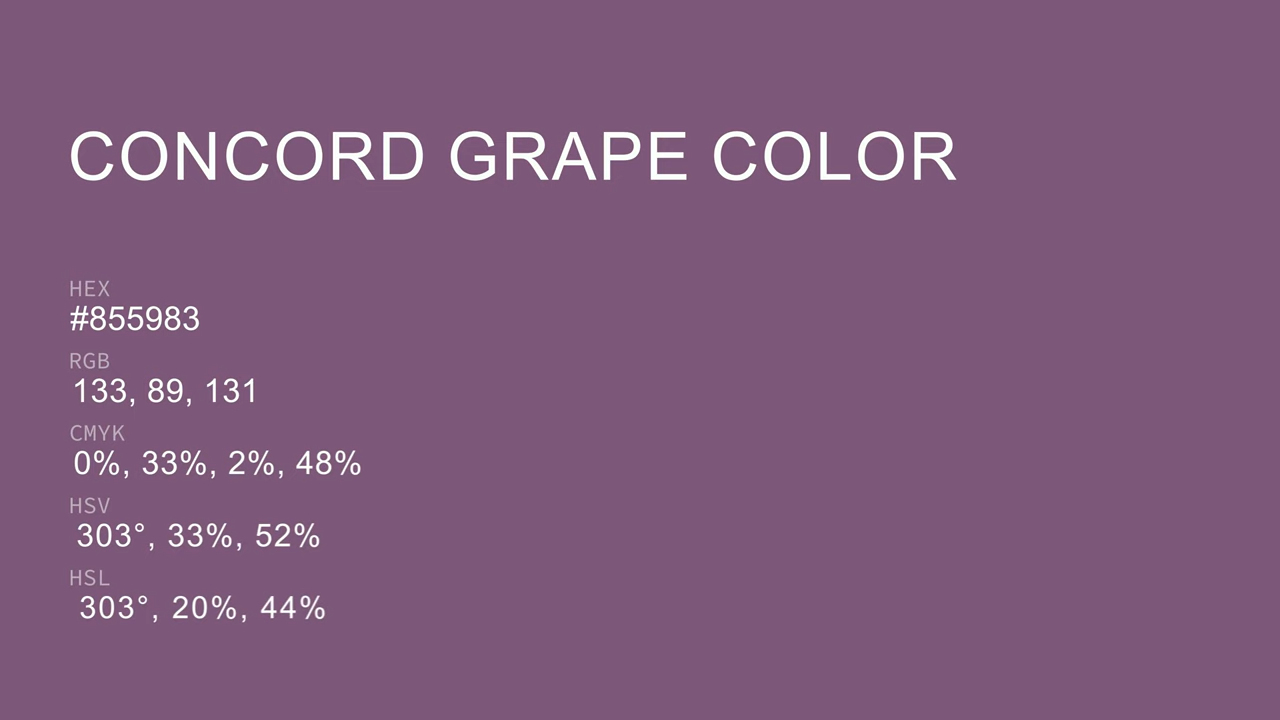 CONCORD GRAPE COLOR
HEX
#855983
RGB
133, 89, 131
CMYK
0%, 33%, 2%, 48%
HSV
303°, 33%, 52%
HSL
303°, 20%, 44%